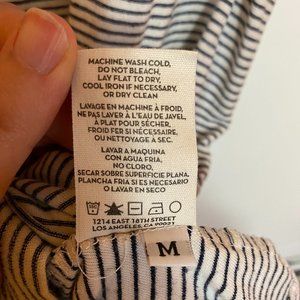 MACHINE WASH COLD,
DO NOT BLEACH,
LAY FLAT TO DRY,
COOL IRON IF NECESSARY,
OR DRY CLEAN
LAVAGE EN MACHINE À FROID,
NE PAS LAVER À L'EAU DE JAVEL,
A PLAT POUR SÉCHER,
FROID FER SI NÉCESSAIRE,
OU NETTOYAGE A SEC.
LAVAR A MAQUINA
CON AGUA FRIA,
NO CLORO,
SECAR SOBRE SUPERFICIE PLANA.
PLANCHA FRIA SI ES NECESARIO
O LAVAR EN SECO
1214 EAST 18TH STREET
LOS ANGELES, CA 90021
M